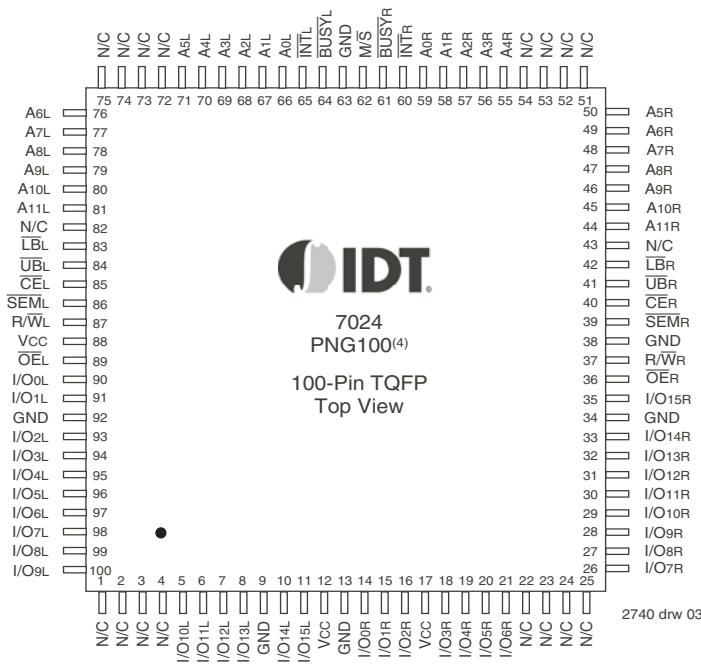 N/C N/C N/C N/C A5L A4L A3L A2L A1L A0L INTL BUSYL GND M/S BUSYR INTR A0R A1R A2R A3R A4R N/C N/C N/C N/C
75 74 73 72 71 70 69 68 67 66 65 64 63 62 61 60 59 58 57 56 55 54 53 52 51
A6L 76 50 A5R
A7L 77 49 A6R
A8L 78 48 A7R
A9L 79 47 A8R
A10L 80 46 A9R
A11L 81 45 A10R
N/C 82 44 A11R
LBL 83 43 N/C
UBL 84 42 LBR
CEL 85 41 UBR
SEML 86 40 CER
R/WL 87 39 SEMR
VCC 88 38 GND
OEL 89 37 R/WR
I/O0L 90 36 OER
I/O1L 91 35 I/O15R
GND 92 34 GND
I/O2L 93 33 I/O14R
I/O3L 94 32 I/O13R
I/O4L 95 31 I/O12R
I/O5L 96 30 I/O11R
I/O6L 97 29 I/O10R
I/O7L 98 28 I/O9R
I/O8L 99 27 I/O8R
I/O9L 100 26 I/O7R
IDT.
7024
PNG100(4)
100-Pin TQFP
Top View
1 2 3 4 5 6 7 8 9 10 11 12 13 14 15 16 17 18 19 20 21 22 23 24 25
N/C N/C N/C N/C I/O10L I/O11L I/O12L I/O13L GND I/O14L I/O15L VCC GND I/O0R I/O1R I/O2R VCC I/O3R I/O4R I/O5R I/O6R N/C N/C N/C N/C
2740 drw 03